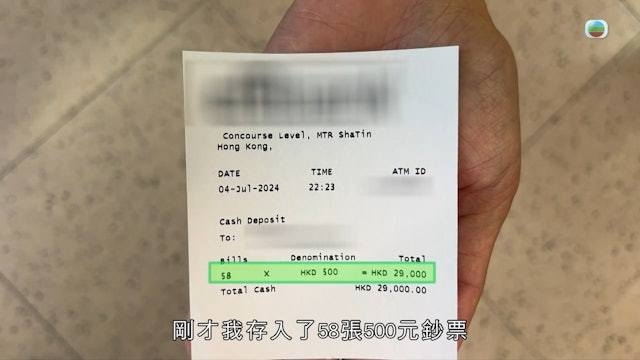 Concourse Level, MTR ShaTin
Hong Kong,
DATE TIME ATM ID
04-Jul-2024 22:23
Cash Deposit
To:
Bills Denomination Total
58 X HKD 500 = HKD 29,000
Total Cash HKD 29,000.00
剛才我存入了58張500元鈔票